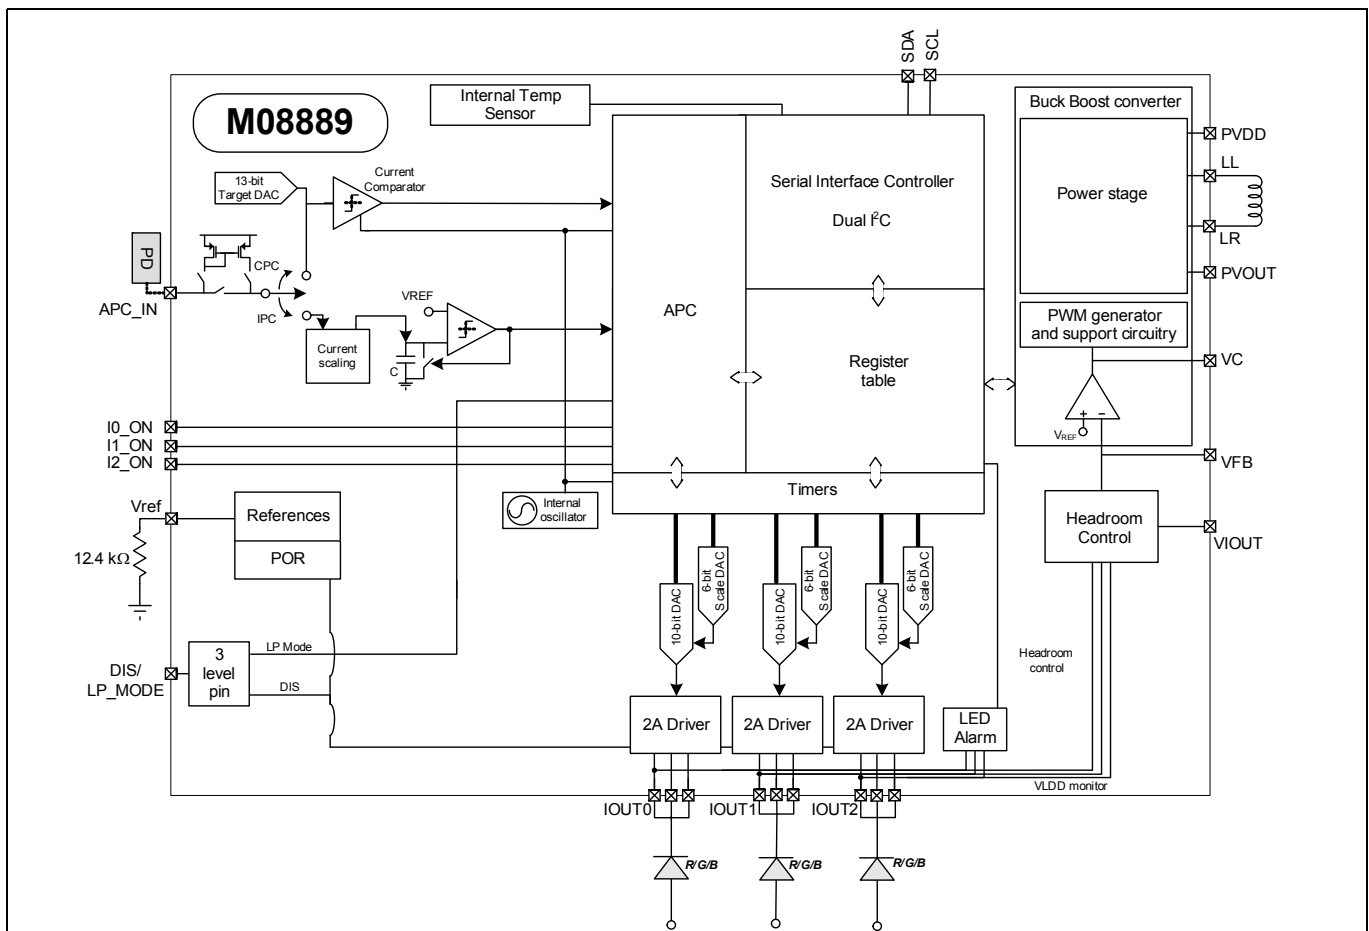 SDA
SCL
M08889
Internal Temp
Sensor
Buck Boost converter
PVDD
LL
Power stage
LR
PVOUT
13-bit
Target DAC
Current
Comparator
Serial Interface Controller
Dual I²C
PD
APC_IN
CPC
IPC
VREF
APC
Current
scaling
C
Register
table
PWM generator
and support circuitry
VC
+
−
VREF
VFB
I0_ON
I1_ON
I2_ON
Timers
Vref
12.4 kΩ
References
POR
Internal
oscillator
Headroom
Control
VIOUT
10-bit DAC
6-bit
Scale DAC
10-bit DAC
6-bit
Scale DAC
10-bit DAC
6-bit
Scale DAC
DIS/
LP_MODE
3
level
pin
LP Mode
DIS
Headroom
control
2A Driver
2A Driver
2A Driver
LED
Alarm
VLDD monitor
IOUT0
IOUT1
IOUT2
R/G/B
R/G/B
R/G/B